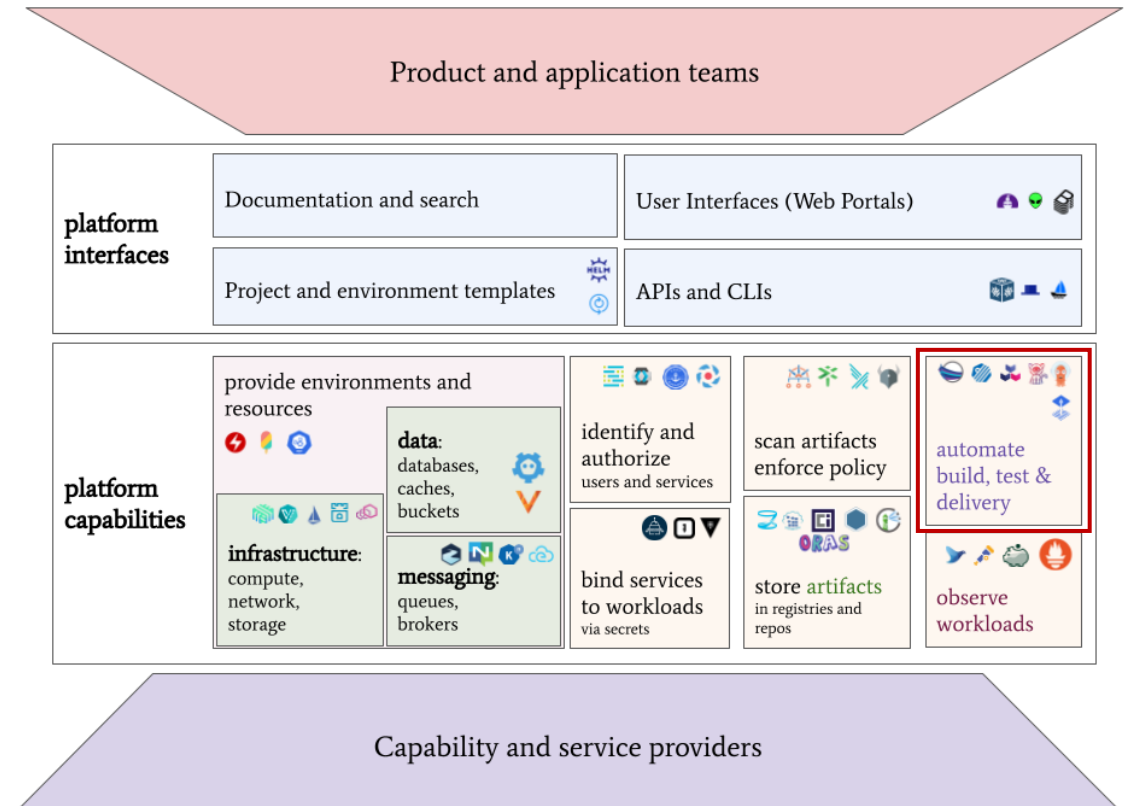 Product and application teams
platform
interfaces
Documentation and search
User Interfaces (Web Portals)
Project and environment templates
HELM
APIs and CLIs
platform
capabilities
provide environments and
resources
data:
databases,
caches,
buckets
infrastructure:
compute,
network,
storage
messaging:
queues,
brokers
identify and
authorize
users and services
bind services
to workloads
via secrets
scan artifacts
enforce policy
ORAS
store artifacts
in registries and
repos
automate
build, test &
delivery
observe
workloads
Capability and service providers